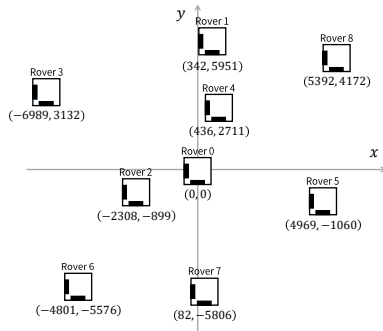 y
Rover 1
(342, 5951)
Rover 8
(5392, 4172)
Rover 3
(−6989, 3132)
Rover 4
(436, 2711)
x
Rover 0
(0, 0)
Rover 2
(−2308, −899)
Rover 5
(4969, −1060)
Rover 6
(−4801, −5576)
Rover 7
(82, −5806)